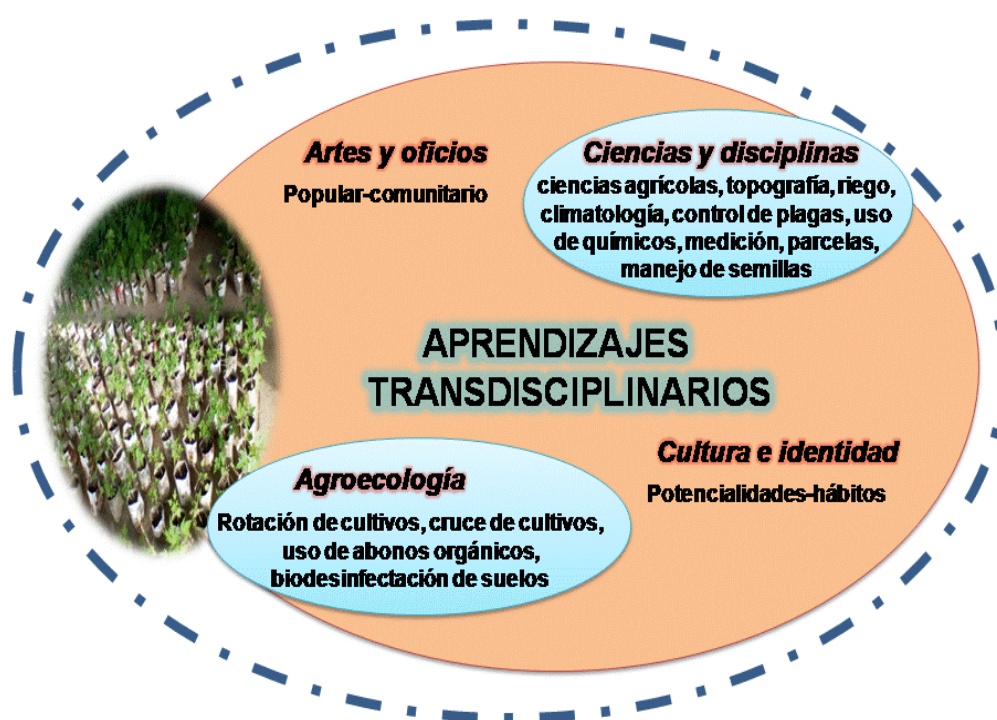 Artes y oficios
Popular-comunitario
Ciencias y disciplinas
ciencias agrícolas, topografía, riego,
climatología, control de plagas, uso
de químicos, medición, parcelas,
manejo de semillas
APRENDIZAJES
TRANSDISCIPLINARIOS
Cultura e identidad
Potencialidades-hábitos
Agroecología
Rotación de cultivos, cruce de cultivos,
uso de abonos orgánicos,
biodesinfectación de suelos